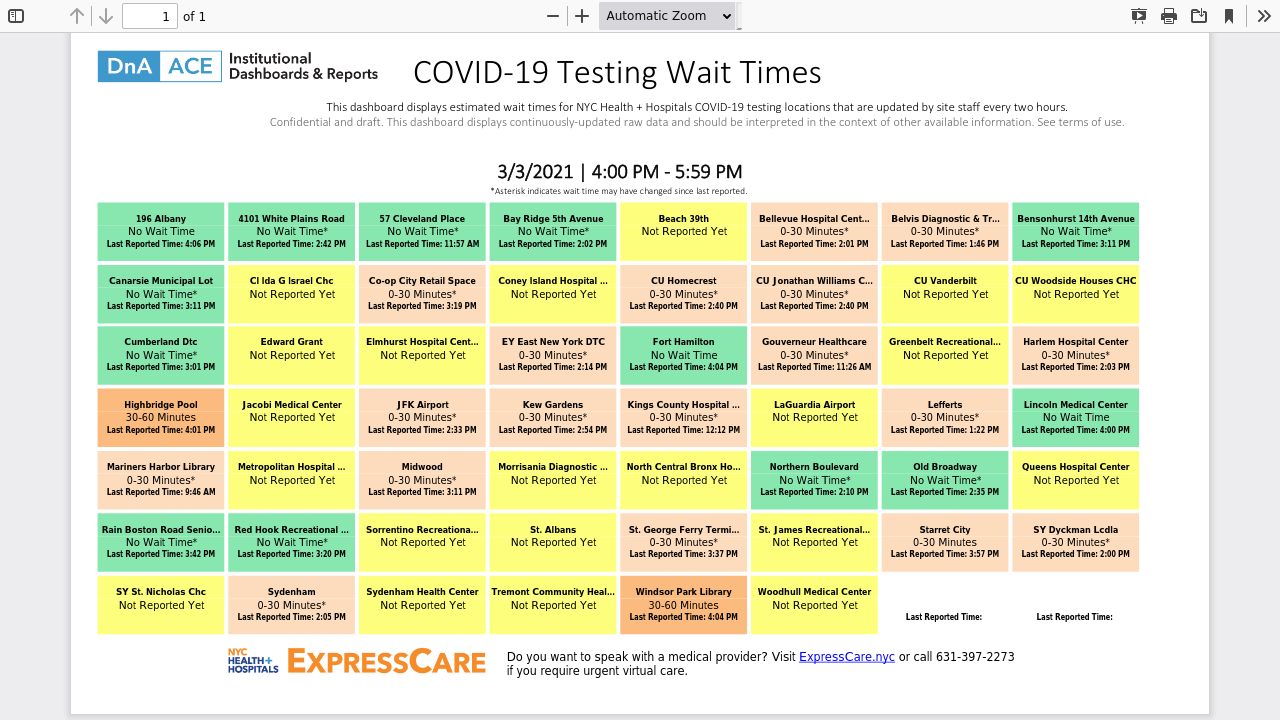 1 of 1 Automatic Zoom
DnA ACE Institutional
Dashboards & Reports
COVID-19 Testing Wait Times
This dashboard displays estimated wait times for NYC Health + Hospitals COVID-19 testing locations that are updated by site staff every two hours.
Confidential and draft. This dashboard displays continuously-updated raw data and should be interpreted in the context of other available information. See terms of use.
3/3/2021 | 4:00 PM - 5:59 PM
*Asterisk indicates wait time may have changed since last reported.
196 Albany 4101 White Plains Road 57 Cleveland Place Bay Ridge 5th Avenue Beach 39th Bellevue Hospital Cent... Belvis Diagnostic & Tr... Bensonhurst 14th Avenue
No Wait Time No Wait Time* No Wait Time* No Wait Time* Not Reported Yet 0-30 Minutes* 0-30 Minutes* No Wait Time*
Last Reported Time: 4:06 PM Last Reported Time: 2:42 PM Last Reported Time: 11:57 AM Last Reported Time: 2:02 PM Last Reported Time: 2:01 PM Last Reported Time: 1:46 PM Last Reported Time: 3:11 PM
Canarsie Municipal Lot Cl Ida G Israel Chc Co-op City Retail Space Coney Island Hospital ... CU Homecrest CU Jonathan Williams C... CU Vanderbilt CU Woodside Houses CHC
No Wait Time* Not Reported Yet 0-30 Minutes* Not Reported Yet 0-30 Minutes* 0-30 Minutes* Not Reported Yet Not Reported Yet
Last Reported Time: 3:11 PM Last Reported Time: 3:19 PM Last Reported Time: 2:40 PM Last Reported Time: 2:40 PM
Cumberland Dtc Edward Grant Elmhurst Hospital Cent... EY East New York DTC Fort Hamilton Gouverneur Healthcare Greenbelt Recreational... Harlem Hospital Center
No Wait Time* Not Reported Yet Not Reported Yet 0-30 Minutes* No Wait Time 0-30 Minutes* Not Reported Yet 0-30 Minutes*
Last Reported Time: 3:01 PM Last Reported Time: 2:14 PM Last Reported Time: 4:04 PM Last Reported Time: 11:26 AM Last Reported Time: 2:03 PM
Highbridge Pool Jacobi Medical Center JFK Airport Kew Gardens Kings County Hospital ... LaGuardia Airport Lefferts Lincoln Medical Center
30-60 Minutes Not Reported Yet 0-30 Minutes* 0-30 Minutes* 0-30 Minutes* Not Reported Yet 0-30 Minutes* No Wait Time
Last Reported Time: 4:01 PM Last Reported Time: 2:33 PM Last Reported Time: 2:54 PM Last Reported Time: 12:12 PM Last Reported Time: 1:22 PM Last Reported Time: 4:00 PM
Mariners Harbor Library Metropolitan Hospital ... Midwood Morrisania Diagnostic ... North Central Bronx Ho... Northern Boulevard Old Broadway Queens Hospital Center
0-30 Minutes* Not Reported Yet 0-30 Minutes* Not Reported Yet Not Reported Yet No Wait Time* No Wait Time* Not Reported Yet
Last Reported Time: 9:46 AM Last Reported Time: 3:11 PM Last Reported Time: 2:10 PM Last Reported Time: 2:35 PM
Rain Boston Road Senio... Red Hook Recreational ... Sorrentino Recreationa... St. Albans St. George Ferry Termi... St. James Recreational... Starret City SY Dyckman Lcdla
No Wait Time* No Wait Time* Not Reported Yet Not Reported Yet 0-30 Minutes* Not Reported Yet 0-30 Minutes 0-30 Minutes*
Last Reported Time: 3:42 PM Last Reported Time: 3:20 PM Last Reported Time: 3:37 PM Last Reported Time: 3:57 PM Last Reported Time: 2:00 PM
SY St. Nicholas Chc Sydenham Sydenham Health Center Tremont Community Heal... Windsor Park Library Woodhull Medical Center
Not Reported Yet 0-30 Minutes* Not Reported Yet Not Reported Yet 30-60 Minutes Not Reported Yet
Last Reported Time: 2:05 PM Last Reported Time: 4:04 PM Last Reported Time: Last Reported Time:
NYC
HEALTH+
HOSPITALS
EXPRESSCARE
Do you want to speak with a medical provider? Visit ExpressCare.nyc or call 631-397-2273
if you require urgent virtual care.